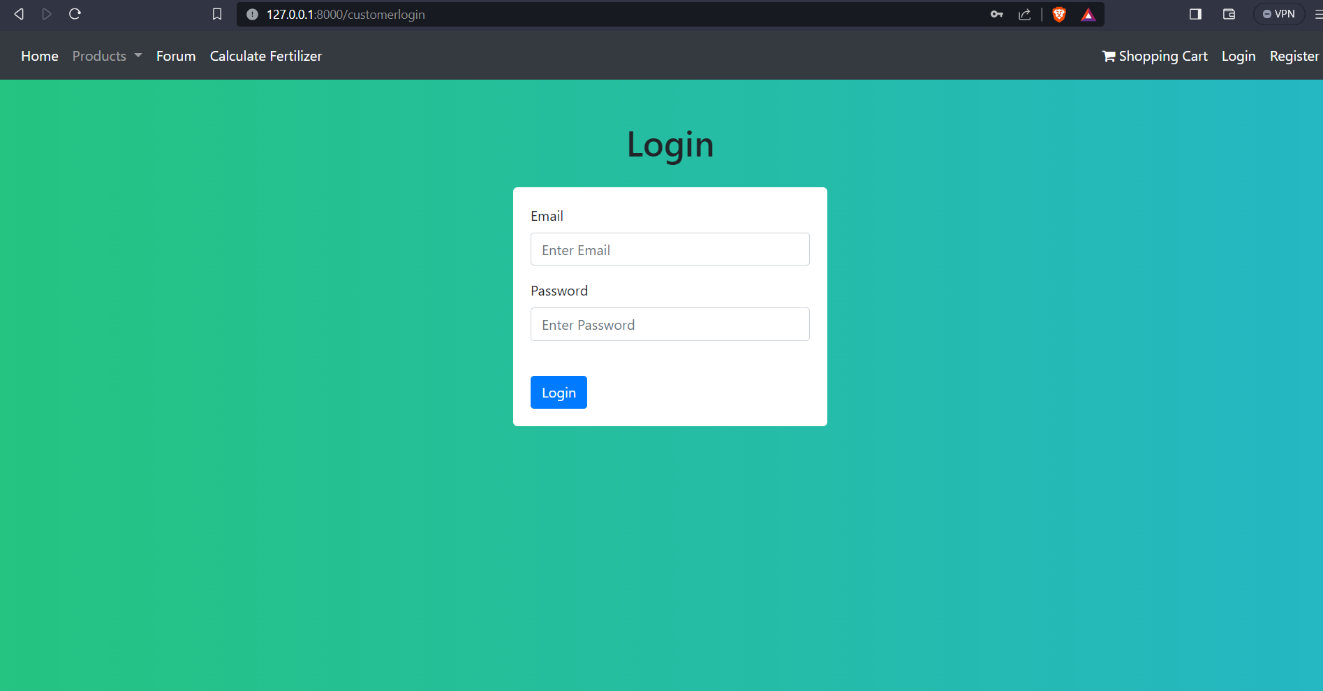 127.0.0.1:8000/customerlogin
VPN
Home Products Forum Calculate Fertilizer Shopping Cart Login Register
Login
Email
Enter Email
Password
Enter Password
Login